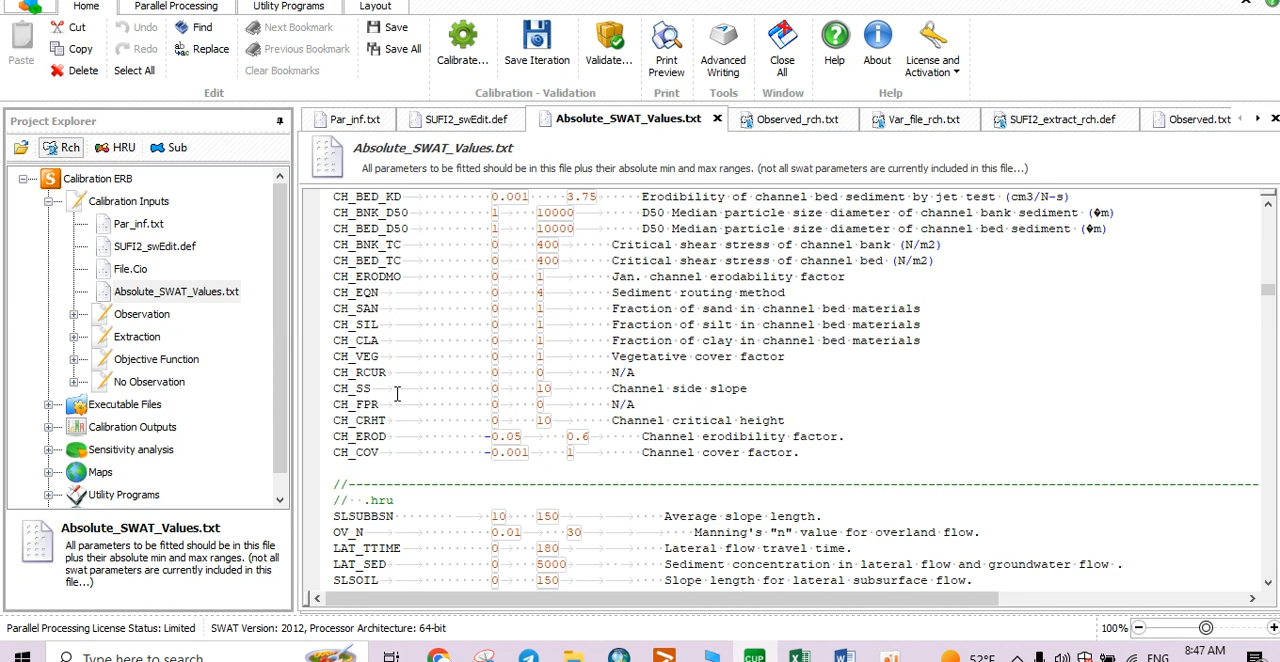 Home Parallel Processing Utility Programs Layout
Paste Cut Copy Delete Undo Redo Select All Find Replace Next Bookmark Previous Bookmark Clear Bookmarks Save Save All Calibrate... Save Iteration Validate... Print Preview Advanced Writing Close All Help About License and Activation
Edit Calibration - Validation Print Tools Window Help
Project Explorer
Rch HRU Sub
Calibration ERB
Calibration Inputs
Par_inf.txt
SUFI2_swEdit.def
File.Cio
Absolute_SWAT_Values.txt
Observation
Extraction
Objective Function
No Observation
Executable Files
Calibration Outputs
Sensitivity analysis
Maps
Utility Programs
Absolute_SWAT_Values.txt
All parameters to be fitted should be in this file
plus their absolute min and max ranges. (not all
swat parameters are currently included in this
file...)
Par_inf.txt SUFI2_swEdit.def Absolute_SWAT_Values.txt Observed_rch.txt Var_file_rch.txt SUFI2_extract_rch.def Observed.txt
Absolute_SWAT_Values.txt
All parameters to be fitted should be in this file plus their absolute min and max ranges. (not all swat parameters are currently included in this file...)
CH_BED_KD 0.001 3.75 Erodibility of channel bed sediment by jet test (cm3/N-s)
CH_BNK_D50 1 10000 D50 Median particle size diameter of channel bank sediment (�m)
CH_BED_D50 1 10000 D50 Median particle size diameter of channel bed sediment (�m)
CH_BNK_TC 0 400 Critical shear stress of channel bank (N/m2)
CH_BED_TC 0 400 Critical shear stress of channel bed (N/m2)
CH_ERODMO 0 1 Jan. channel erodability factor
CH_EQN 0 4 Sediment routing method
CH_SAN 0 1 Fraction of sand in channel bed materials
CH_SIL 0 1 Fraction of silt in channel bed materials
CH_CLA 0 1 Fraction of clay in channel bed materials
CH_VEG 0 1 Vegetative cover factor
CH_RCUR 0 0 N/A
CH_SS 0 10 Channel side slope
CH_FPR 0 0 N/A
CH_CRHT 0 10 Channel critical height
CH_EROD -0.05 0.6 Channel erodibility factor.
CH_COV -0.001 1 Channel cover factor.
//---
// .hru
SLSUBBSN 10 150 Average slope length.
OV_N 0.01 30 Manning's "n" value for overland flow.
LAT_TTIME 0 180 Lateral flow travel time.
LAT_SED 0 5000 Sediment concentration in lateral flow and groundwater flow .
SLSOIL 0 150 Slope length for lateral subsurface flow.
Parallel Processing License Status: Limited SWAT Version: 2012, Processor Architecture: 64-bit 100%
Type here to search CUP 52°F ENG 8:47 AM